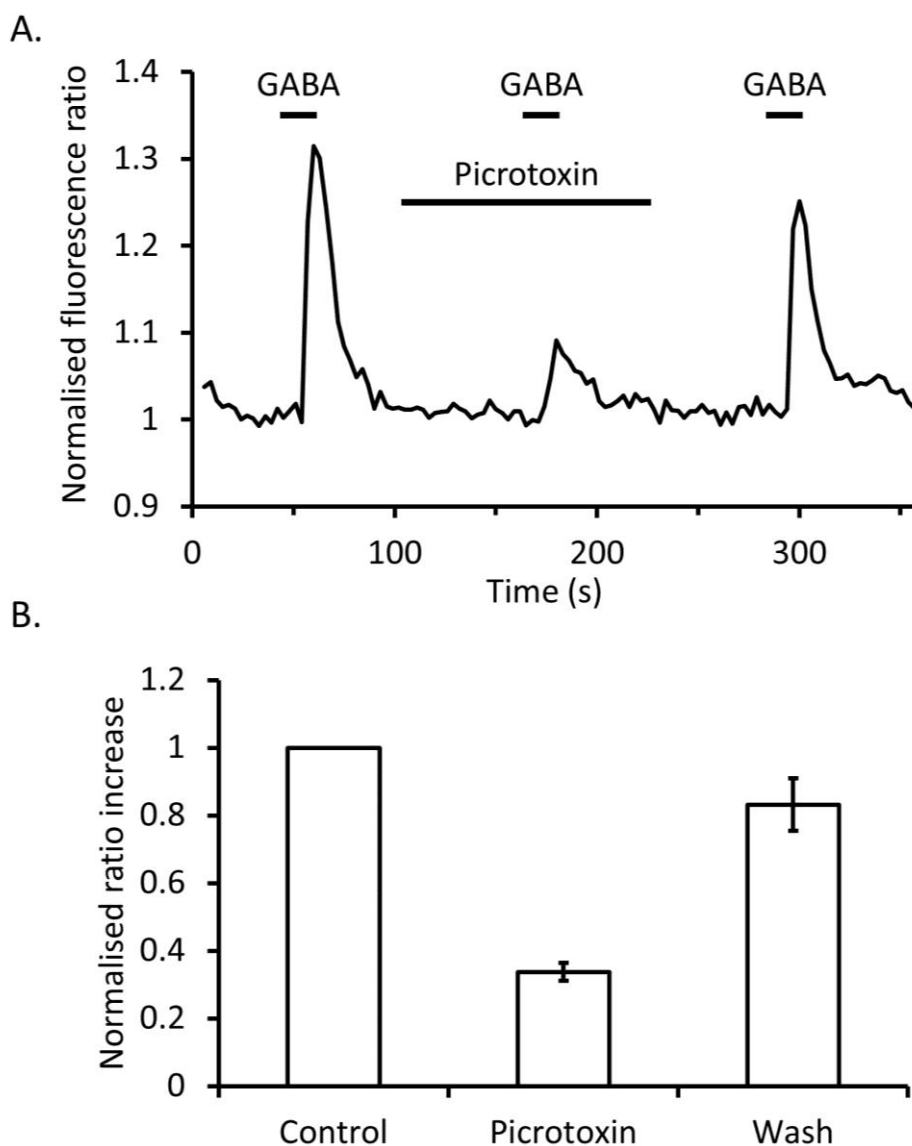 A.
Normalised fluorescence ratio
1.4
1.3
1.2
1.1
1
0.9
GABA GABA GABA
Picrotoxin
0 100 200 300
Time (s)
B.
Normalised ratio increase
1.2
1
0.8
0.6
0.4
0.2
0
Control Picrotoxin Wash